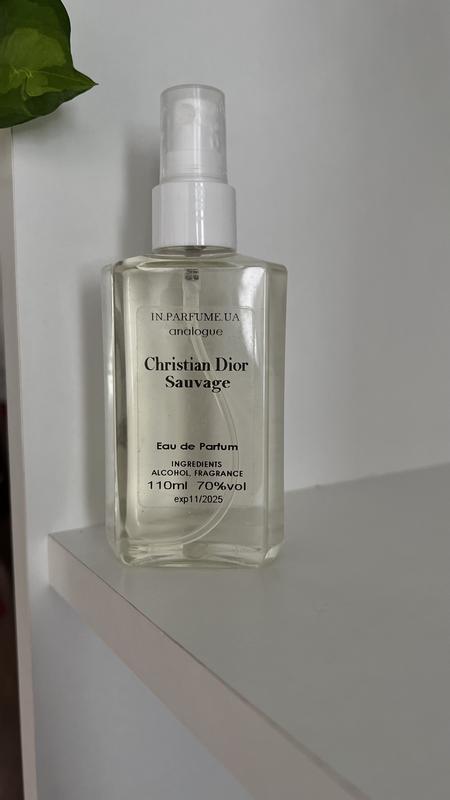 IN.PARFUME.UA
analogue
Christian Dior
Sauvage
Eau de Parfum
INGREDIENTS
ALCOHOL, FRAGRANCE
110ml 70%vol
exp11/2025